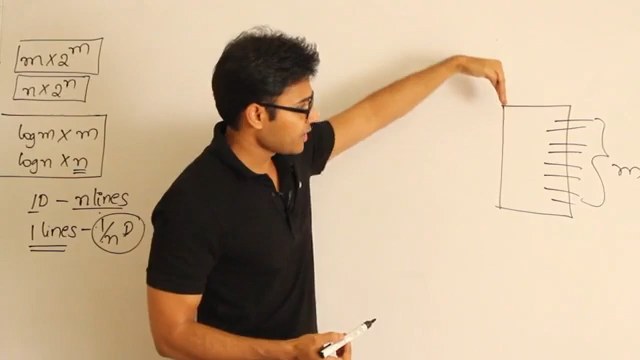 m x 2^m
n x 2^n
log m x m
log n x n
1D - n lines
1 lines - 1/n D
m